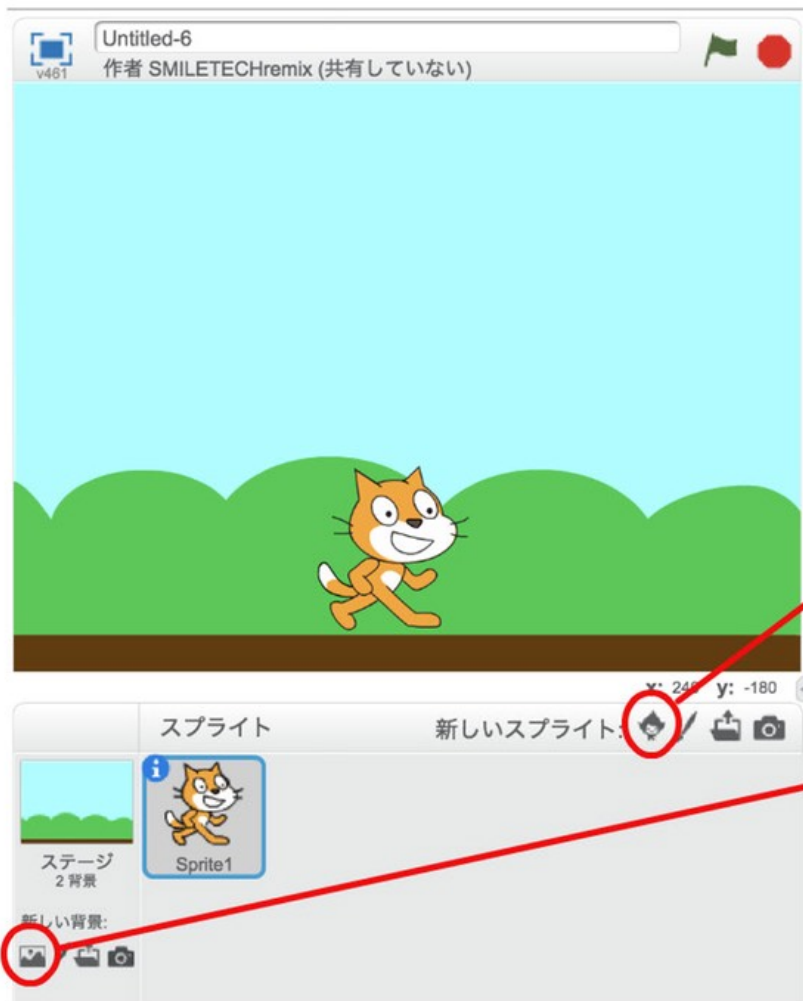 Untitled-6
v461
作者 SMILETECHremix (共有していない)
x: 240 y: -180
スプライト
新しいスプライト:
i
Sprite1
ステージ
2 背景
新しい背景: